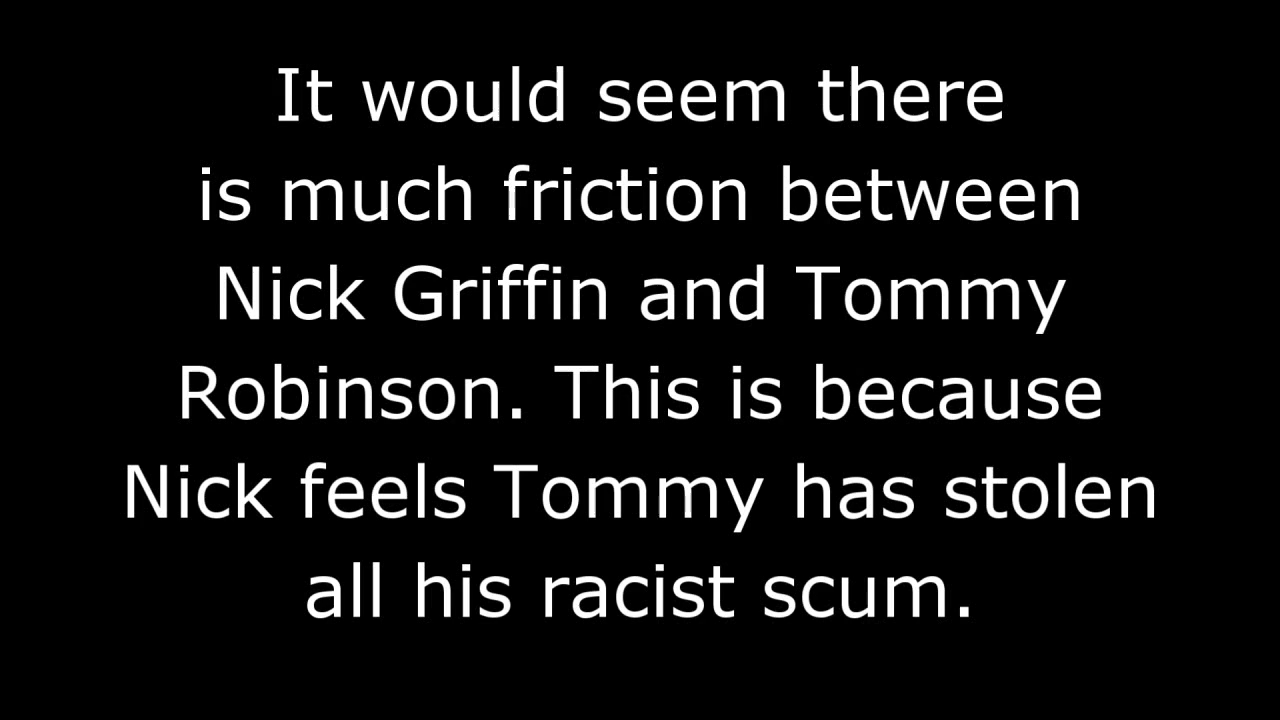 It would seem there
is much friction between
Nick Griffin and Tommy
Robinson. This is because
Nick feels Tommy has stolen
all his racist scum.